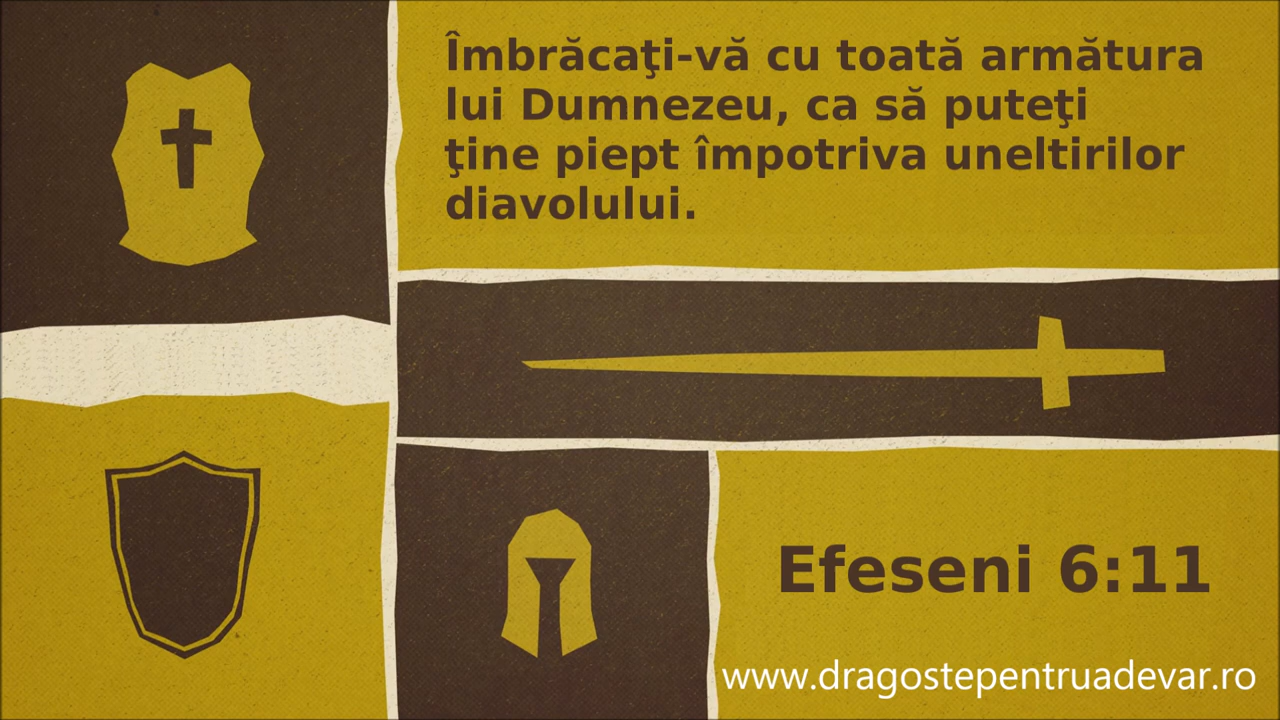 Îmbrăcaţi-vă cu toată armătura
lui Dumnezeu, ca să puteţi
ţine piept împotriva uneltirilor
diavolului.
Efeseni 6:11
www.dragostepentruadevar.ro